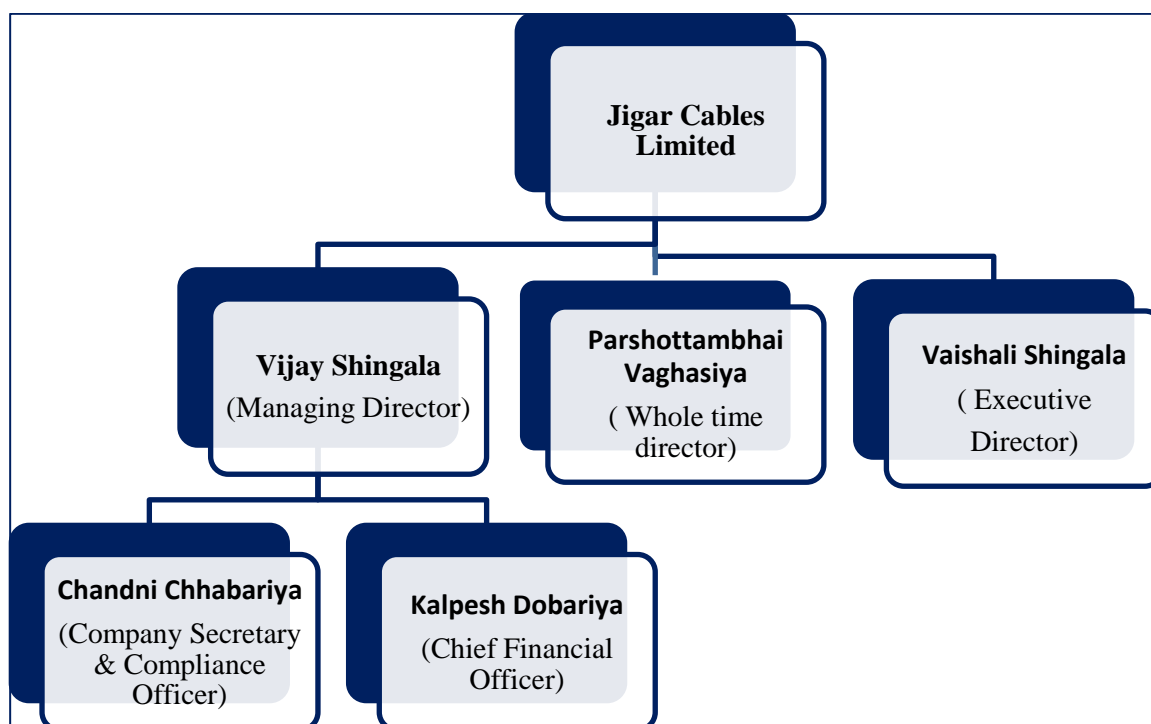 Jigar Cables
Limited
Vijay Shingala
(Managing Director)
Parshottambhai
Vaghasiya
( Whole time
director)
Vaishali Shingala
( Executive
Director)
Chandni Chhabariya
(Company Secretary
& Compliance
Officer)
Kalpesh Dobariya
(Chief Financial
Officer)